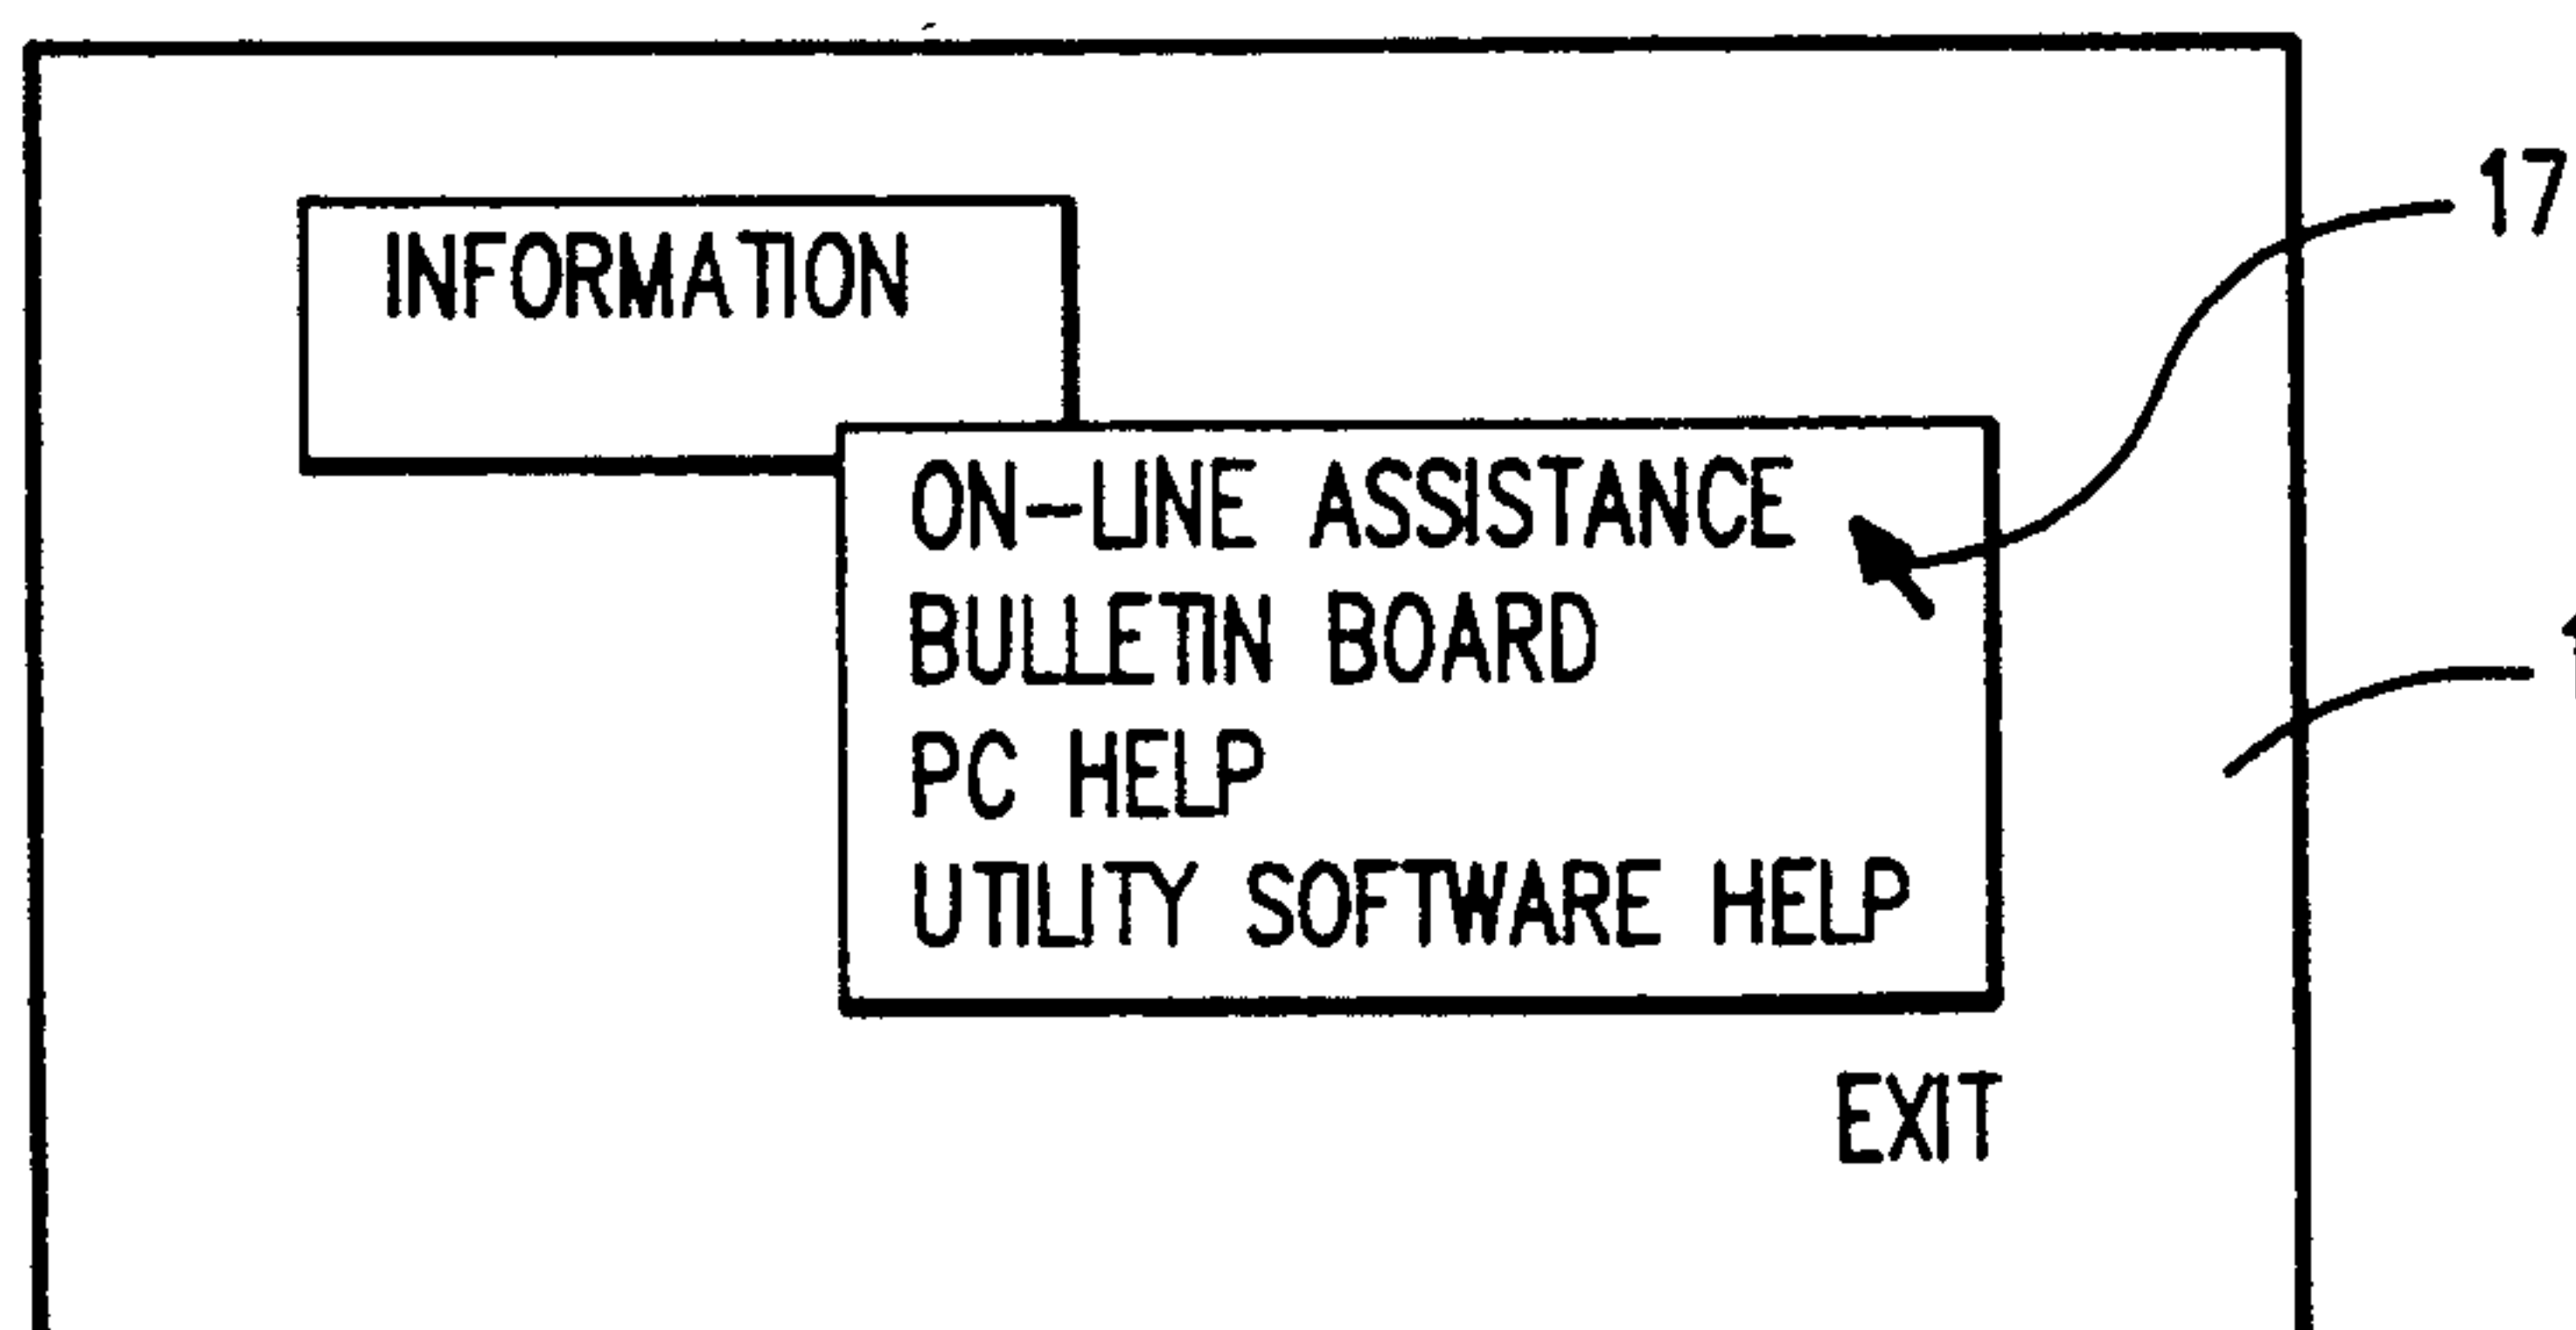 17
INFORMATION
ON-LINE ASSISTANCE
BULLETIN BOARD
PC HELP
UTILITY SOFTWARE HELP
EXIT